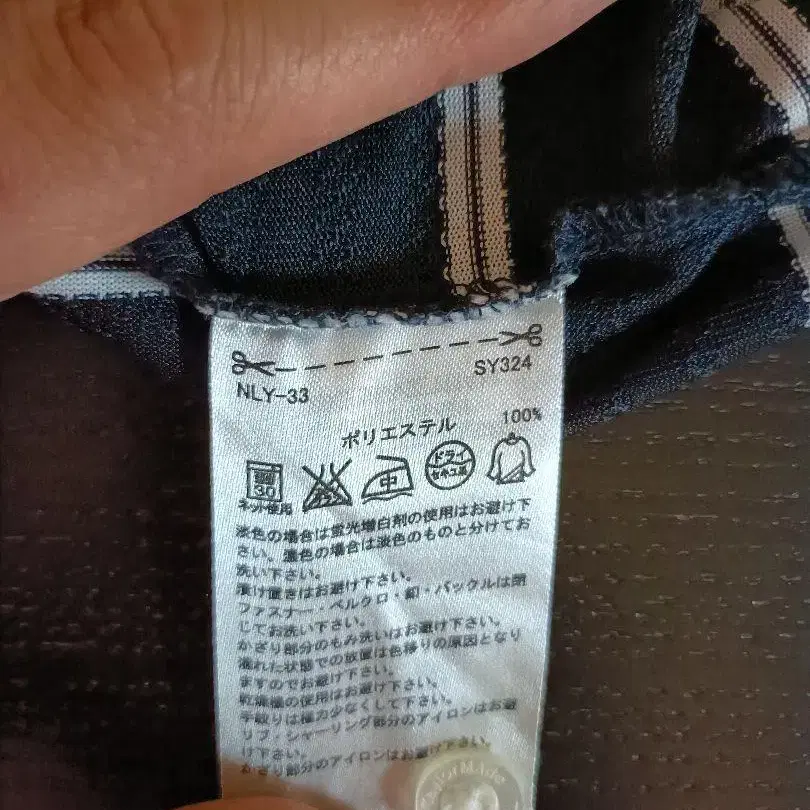 NLY-33 SY324
ポリエステル 100%
30
ネット使用
中
ドライ
セキユ系
淡色の場合は蛍光増白剤の使用はお避け下
さい。濃色の場合は淡色のものと分けてお
洗い下さい。
漬け置きはお避け下さい。
ファスナー・ベルクロ・釦・バックルは閉
じてお洗い下さい。
かざり部分のもみ洗いはお避け下さい。
濡れた状態での放置は色移りの原因となり
ますのでお避け下さい。
乾燥機の使用はお避け下さい。
手絞りは極力少なくして下さい。
リブ・シャーリング部分のアイロンはお避
け下さい。
かざり部分のアイロンはお避け下さい。